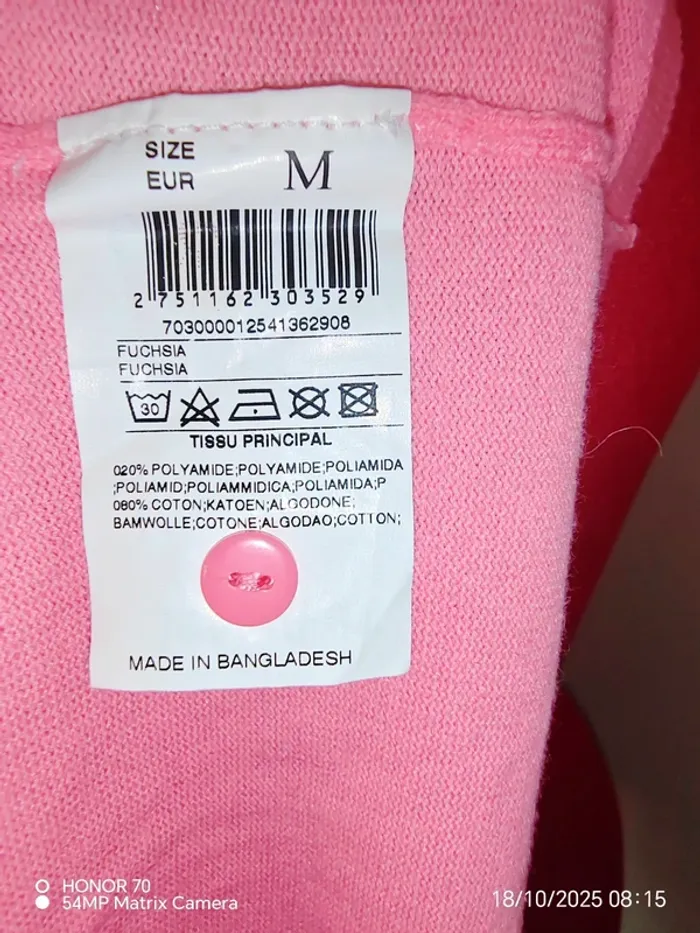 SIZE
EUR
M
2 751162 303529
703000012541362908
FUCHSIA
FUCHSIA
30
TISSU PRINCIPAL
020% POLYAMIDE;POLYAMIDE;POLIAMIDA
;POLIAMID;POLIAMMIDICA;POLIAMIDA;P
080% COTON;KATOEN;ALGODONE;
BAMWOLLE;COTONE;ALGODAO;COTTON;
MADE IN BANGLADESH
HONOR 70
54MP Matrix Camera
18/10/2025 08:15